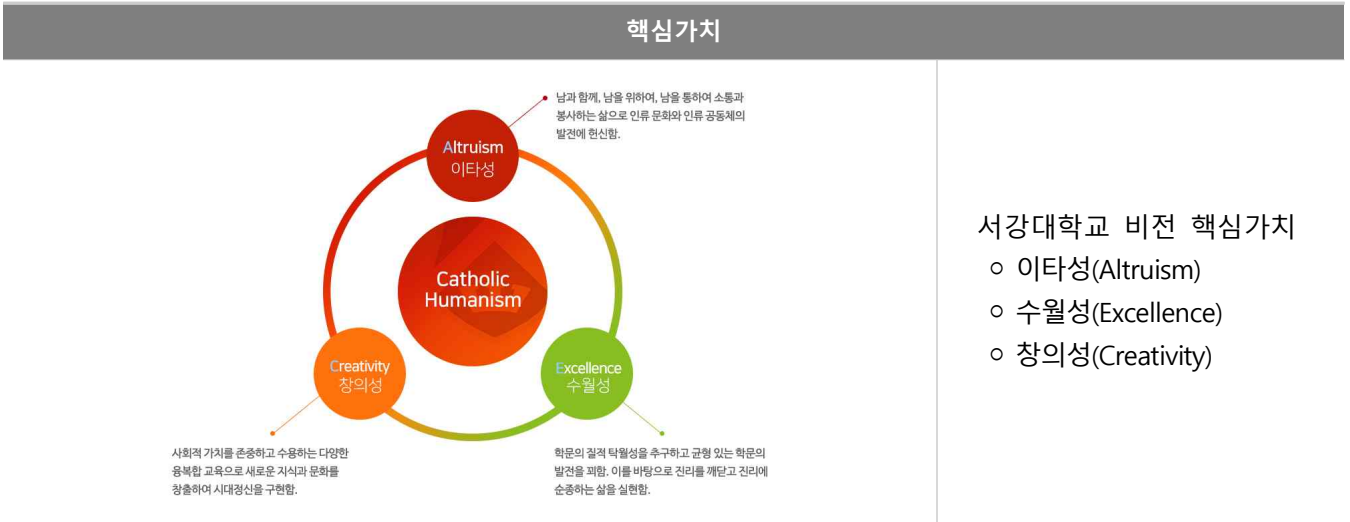 핵심가치
남과 함께, 남을 위하여, 남을 통하여 소통과
봉사하는 삶으로 인류 문화와 인류 공동체의
발전에 헌신함.
Altruism
이타성
Catholic
Humanism
Creativity
창의성
Excellence
수월성
사회적 가치를 존중하고 수용하는 다양한
융복합 교육으로 새로운 지식과 문화를
창출하여 시대정신을 구현함.
학문의 질적 탁월성을 추구하고 균형 있는 학문의
발전을 꾀함. 이를 바탕으로 진리를 깨닫고 진리에
순종하는 삶을 실현함.
서강대학교 비전 핵심가치
○ 이타성(Altruism)
○ 수월성(Excellence)
○ 창의성(Creativity)